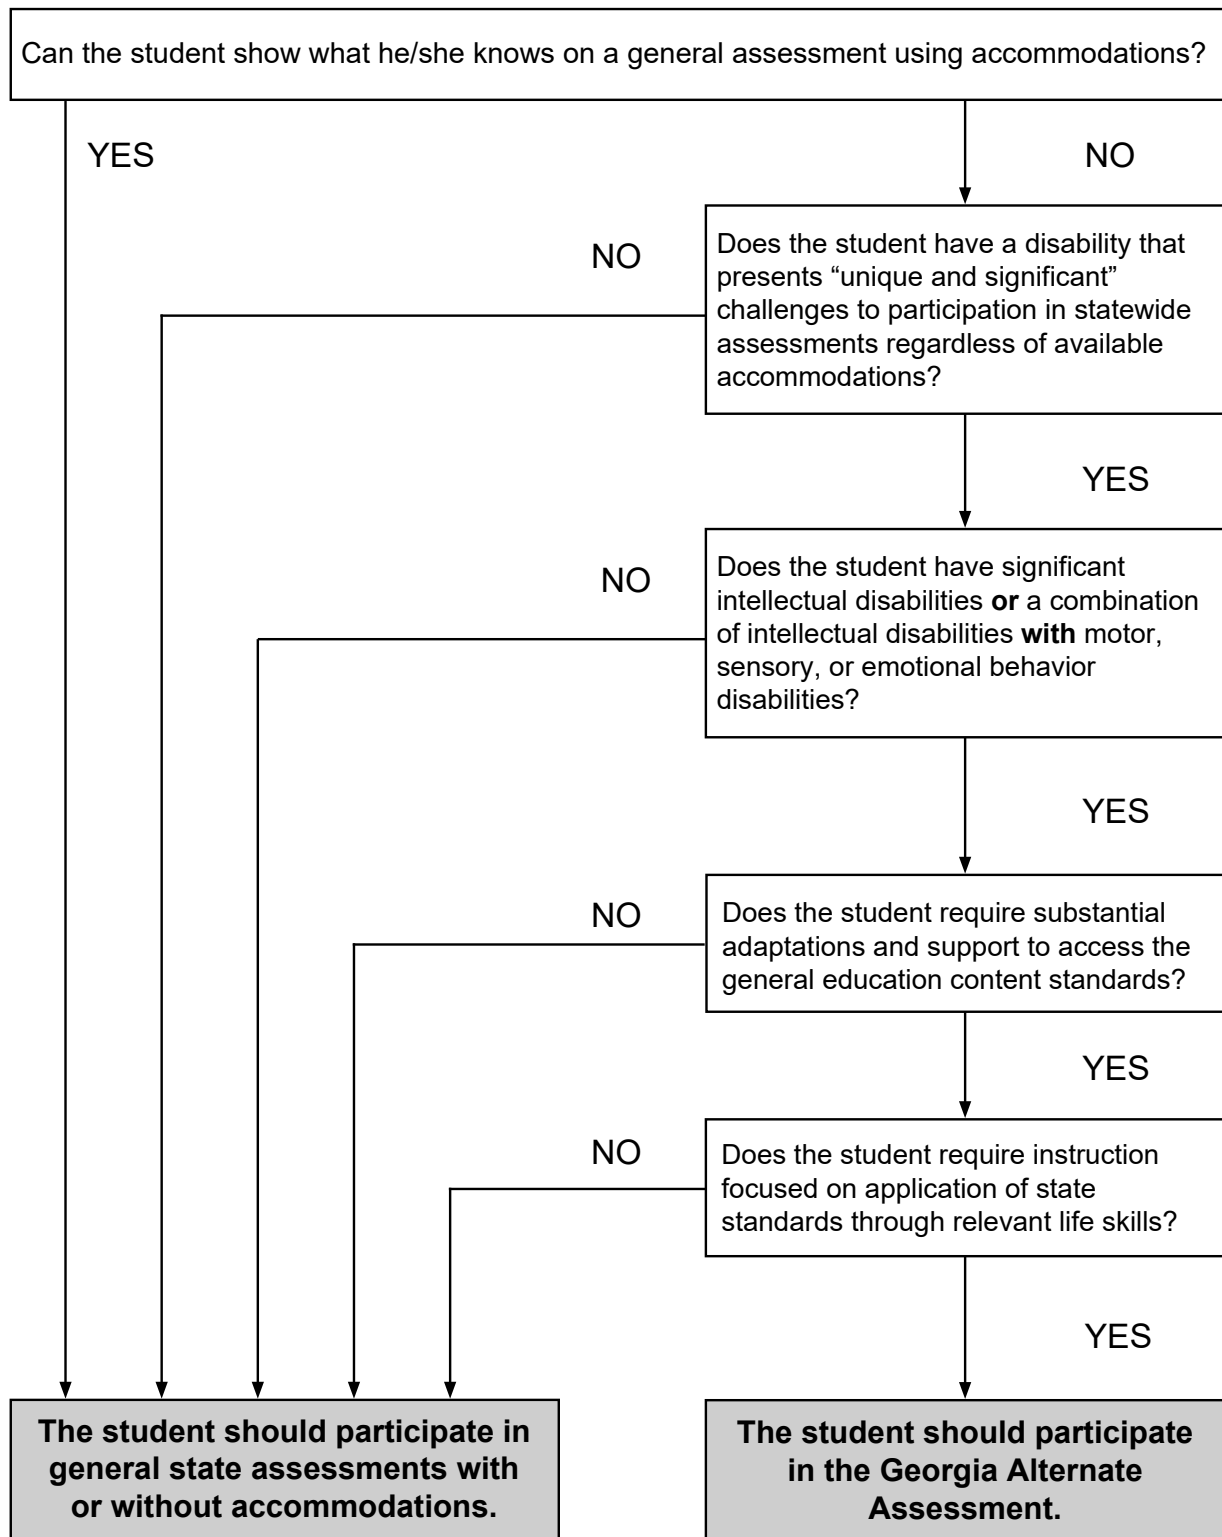 Can the student show what he/she knows on a general assessment using accommodations?
YES
NO
NO
Does the student have a disability that
presents “unique and significant”
challenges to participation in statewide
assessments regardless of available
accommodations?
YES
NO
Does the student have significant
intellectual disabilities or a combination
of intellectual disabilities with motor,
sensory, or emotional behavior
disabilities?
YES
NO
Does the student require substantial
adaptations and support to access the
general education content standards?
YES
NO
Does the student require instruction
focused on application of state
standards through relevant life skills?
YES
The student should participate in
general state assessments with
or without accommodations.
The student should participate
in the Georgia Alternate
Assessment.